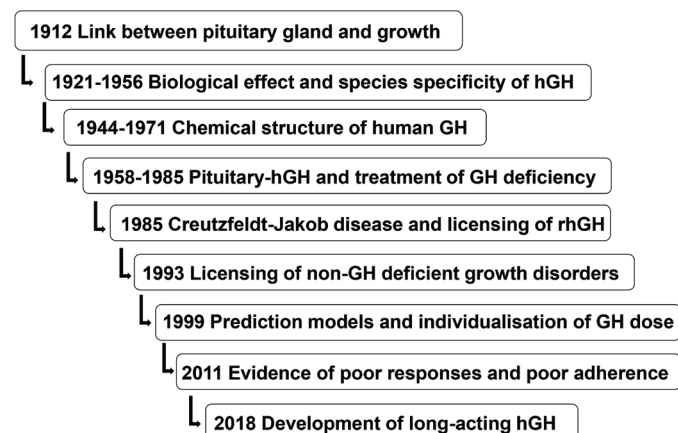 1912 Link between pituitary gland and growth
1921-1956 Biological effect and species specificity of hGH
1944-1971 Chemical structure of human GH
1958-1985 Pituitary-hGH and treatment of GH deficiency
1985 Creutzfeldt-Jakob disease and licensing of rhGH
1993 Licensing of non-GH deficient growth disorders
1999 Prediction models and individualisation of GH dose
2011 Evidence of poor responses and poor adherence
2018 Development of long-acting hGH